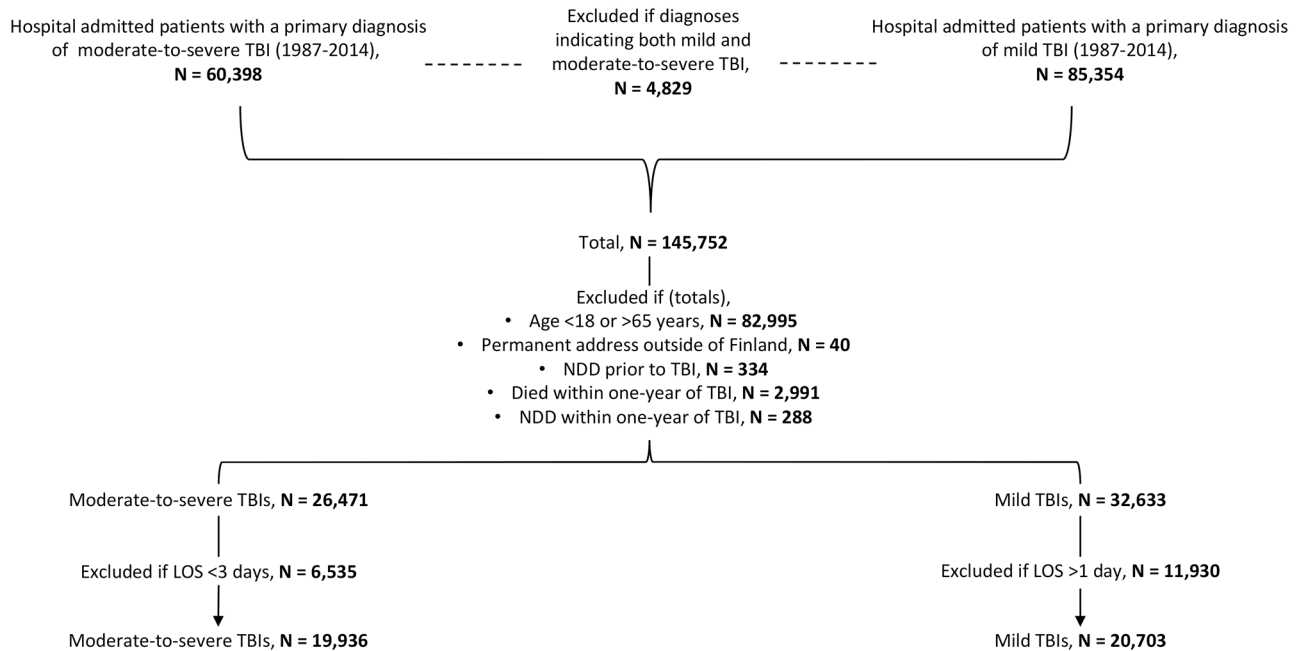 Hospital admitted patients with a primary diagnosis
of moderate-to-severe TBI (1987-2014),
N = 60,398
Excluded if diagnoses
indicating both mild and
moderate-to-severe TBI,
N = 4,829
Hospital admitted patients with a primary diagnosis
of mild TBI (1987-2014),
N = 85,354
Total, N = 145,752
Excluded if (totals),
• Age <18 or >65 years, N = 82,995
• Permanent address outside of Finland, N = 40
• NDD prior to TBI, N = 334
• Died within one-year of TBI, N = 2,991
• NDD within one-year of TBI, N = 288
Moderate-to-severe TBIs, N = 26,471
Mild TBIs, N = 32,633
Excluded if LOS <3 days, N = 6,535
Excluded if LOS >1 day, N = 11,930
Moderate-to-severe TBIs, N = 19,936
Mild TBIs, N = 20,703